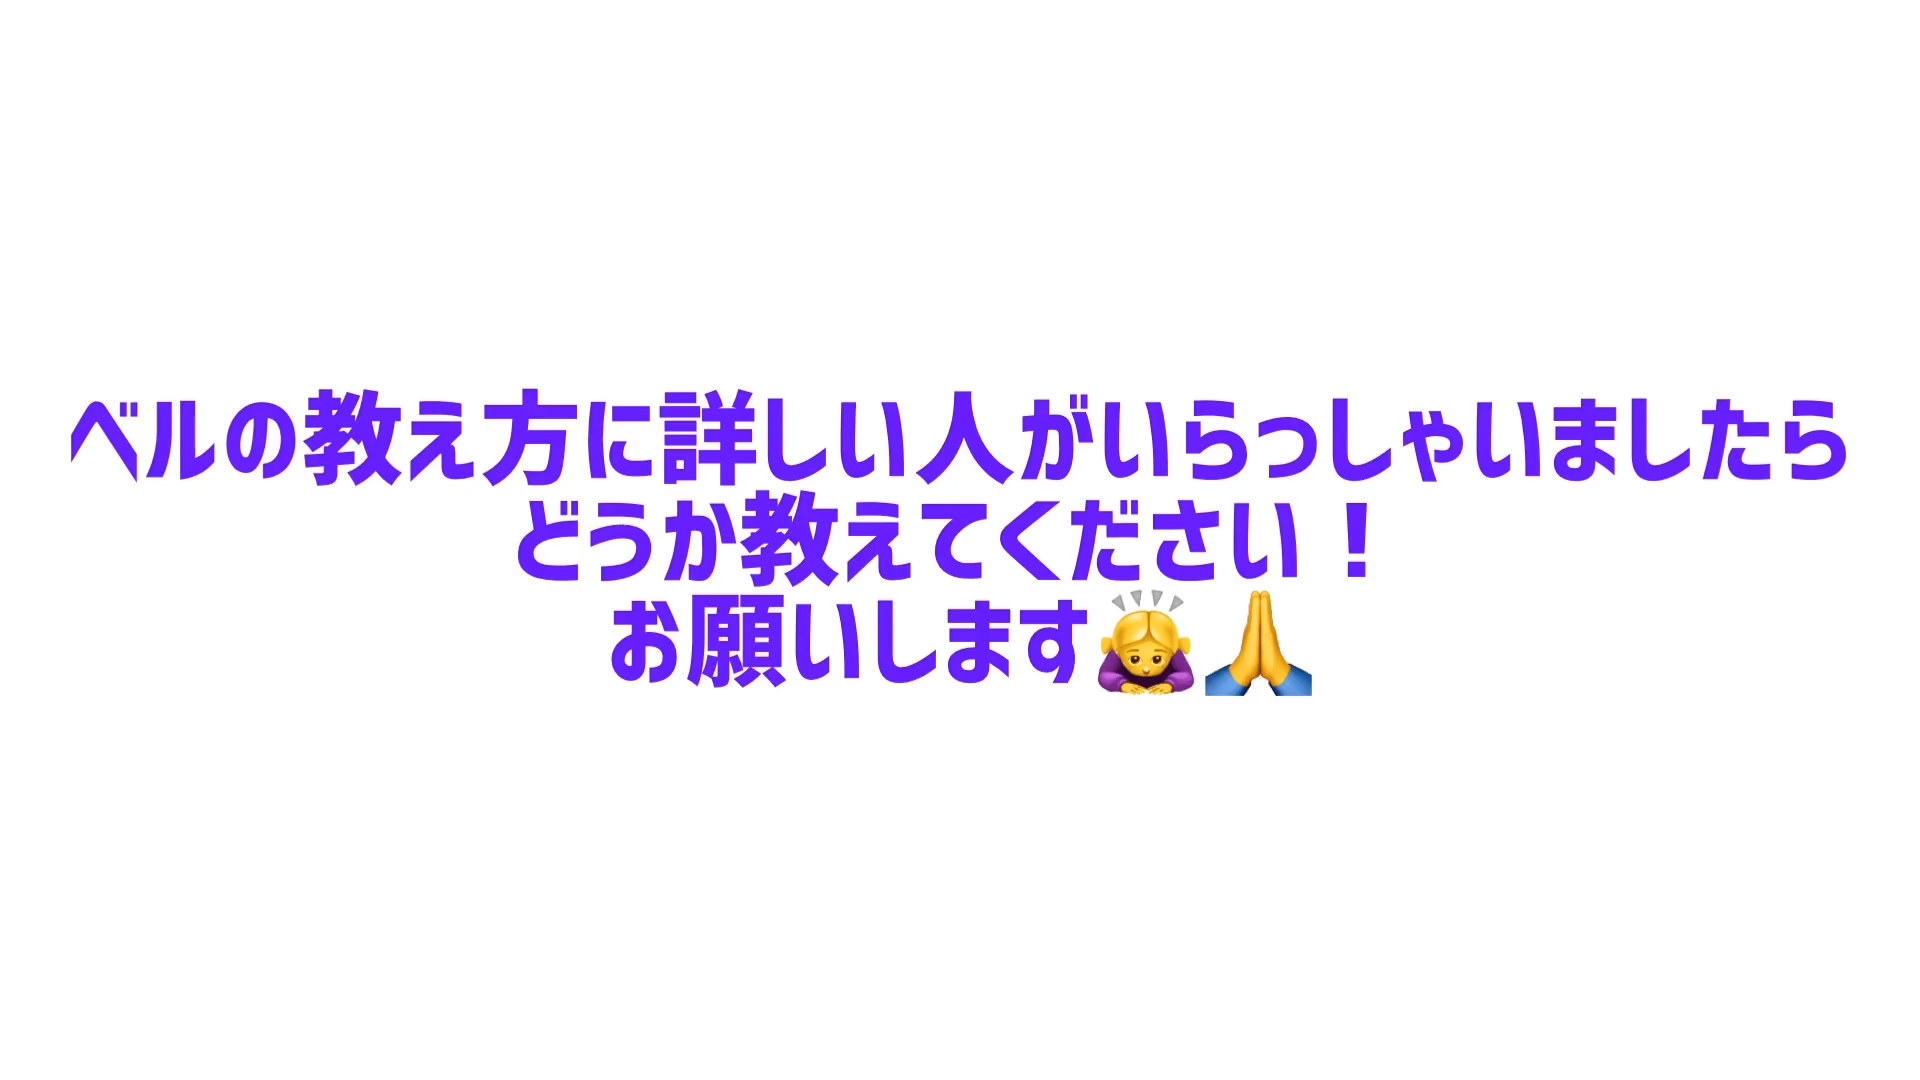 ベルの教え方に詳しい人がいらっしゃいましたら
どうか教えてください！
お願いします🙇‍♀️🙏